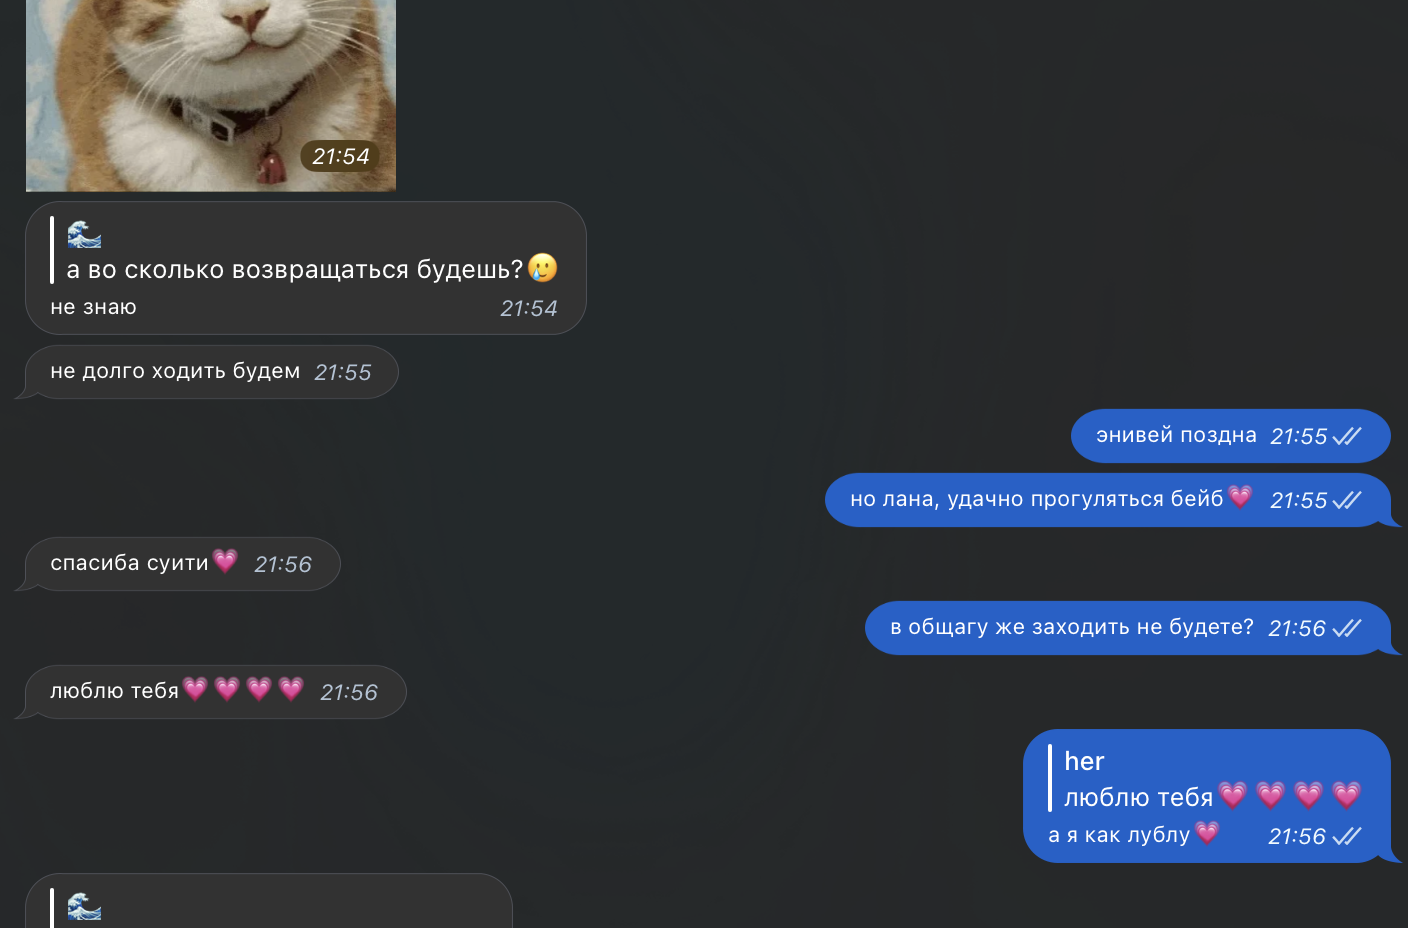 21:54
🌊
а во сколько возвращаться будешь?🥲
не знаю 21:54
не долго ходить будем 21:55
энивей поздна 21:55
но лана, удачно прогуляться бейб💗 21:55
спасиба суити💗 21:56
в общагу же заходить не будете? 21:56
люблю тебя💗💗💗💗 21:56
her
люблю тебя💗💗💗💗
а я как лублу💗 21:56
🌊